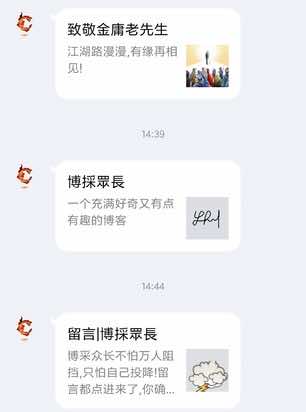 致敬金庸老先生
江湖路漫漫,有缘再相
见!
14:39
博採眾長
一个充满好奇又有点
有趣的博客
14:44
留言|博採眾長
博采众长不怕万人阻
挡,只怕自己投降!留
言都点进来了,你确...